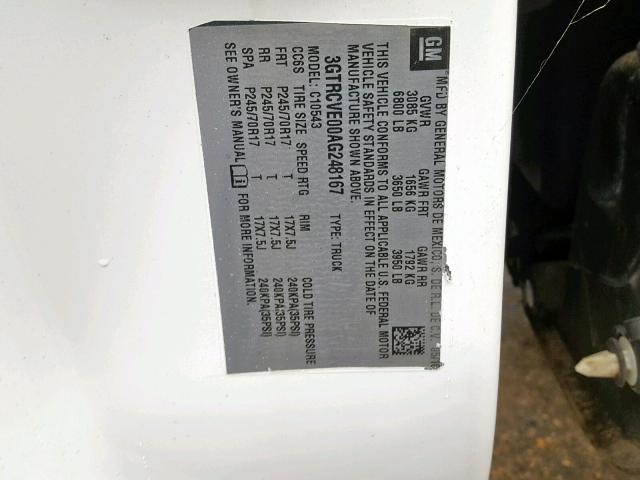 GM
MFD BY GENERAL MOTORS DE MEXICO, S. DE R.L. DE C.V.
GVWR GAWR FRT GAWR RR
3085 KG 1656 KG 1792 KG
6800 LB 3650 LB 3950 LB
THIS VEHICLE CONFORMS TO ALL APPLICABLE U.S. FEDERAL MOTOR
VEHICLE SAFETY STANDARDS IN EFFECT ON THE DATE OF
MANUFACTURE SHOWN ABOVE.
3GTRCVE00AG248167 TYPE: TRUCK
MODEL: C10543
CC6S TIRE SIZE SPEED RTG RIM COLD TIRE PRESSURE
FRT P245/70R17 T 17X7.5J 240KPA(35PSI)
RR P245/70R17 T 17X7.5J 240KPA(35PSI)
SPA P245/70R17 T 17X7.5J 240KPA(35PSI)
SEE OWNER'S MANUAL FOR MORE INFORMATION.